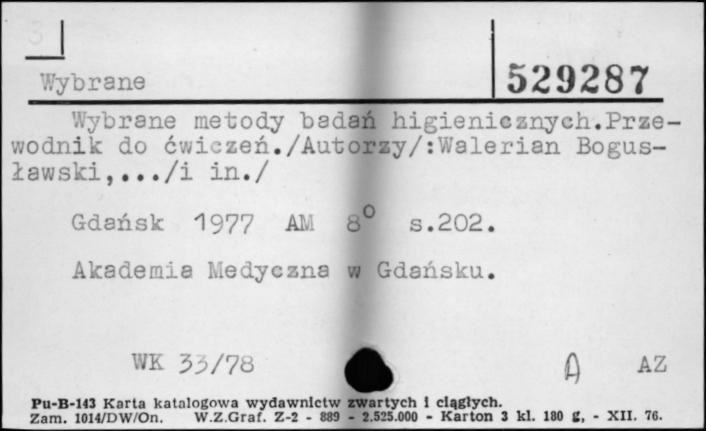 3
Wybrane
529287
Wybrane metody badań higienicznych.Prze-
wodnik do ćwiczeń./Autorzy/:Walerian Bogus-
ławski,.../i in./
Gdańsk 1977 AM 8° s.202.
Akademia Medyczna w Gdańsku.
WK 33/78 A AZ
Pu-B-143 Karta katalogowa wydawnictw zwartych i ciągłych.
Zam. 1014/DW/On. W.Z.Graf. Z-2 - 889 - 2.525.000 - Karton 3 kl. 180 g, - XII. 76.